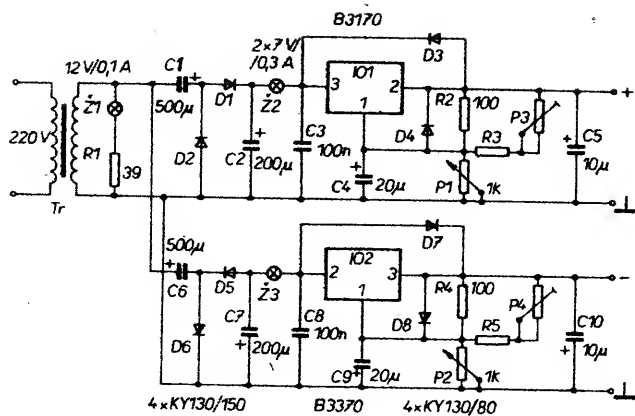 B3170
12 V/0,1 A
C1
+
500µ
D1
2×7 V/
/0,3 A
Ž2
D3
3
IO1
2
1
+
Ž1
220 V
R1
39
Tr
D2
+
C2
200µ
C3
100n
C4
+
20µ
D4
R2
100
R3
P3
P1
1K
+
C5
10µ
⊥
500µ
C6
+
D5
Ž3
D7
2
IO2
3
1
-
D6
C7
+
200µ
C8
100n
C9
+
20µ
D8
R4
100
R5
P4
P2
1K
C10
+
10µ
⊥
4×KY130/150
B3370
4×KY130/80